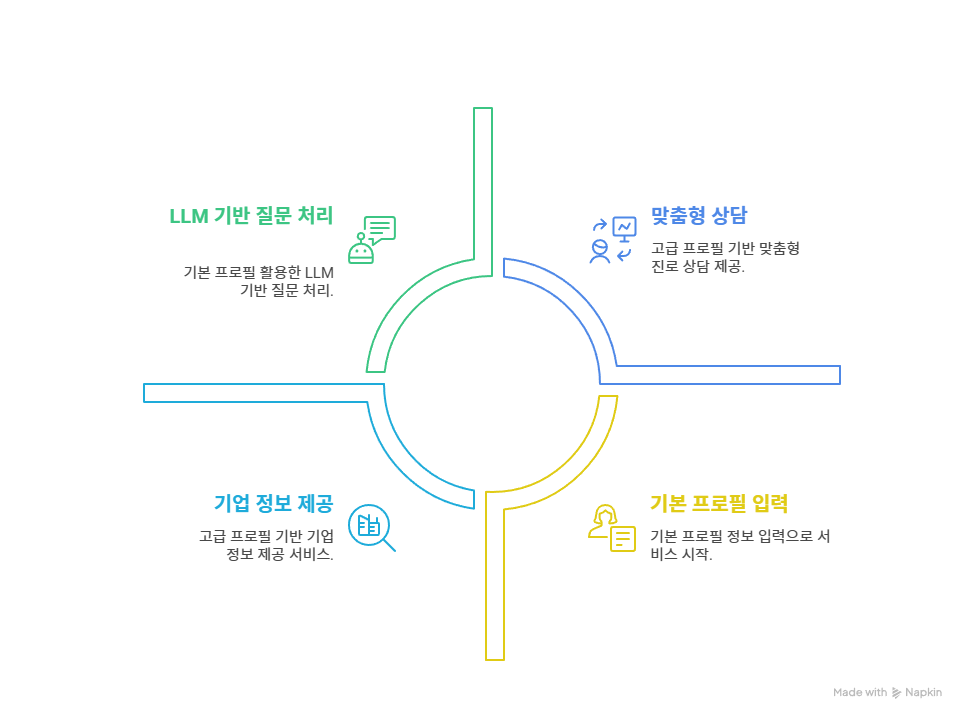 LLM 기반 질문 처리
기본 프로필 활용한 LLM
기반 질문 처리.
맞춤형 상담
고급 프로필 기반 맞춤형
진로 상담 제공.
기업 정보 제공
고급 프로필 기반 기업
정보 제공 서비스.
기본 프로필 입력
기본 프로필 정보 입력으로 서
비스 시작.
Made with Napkin